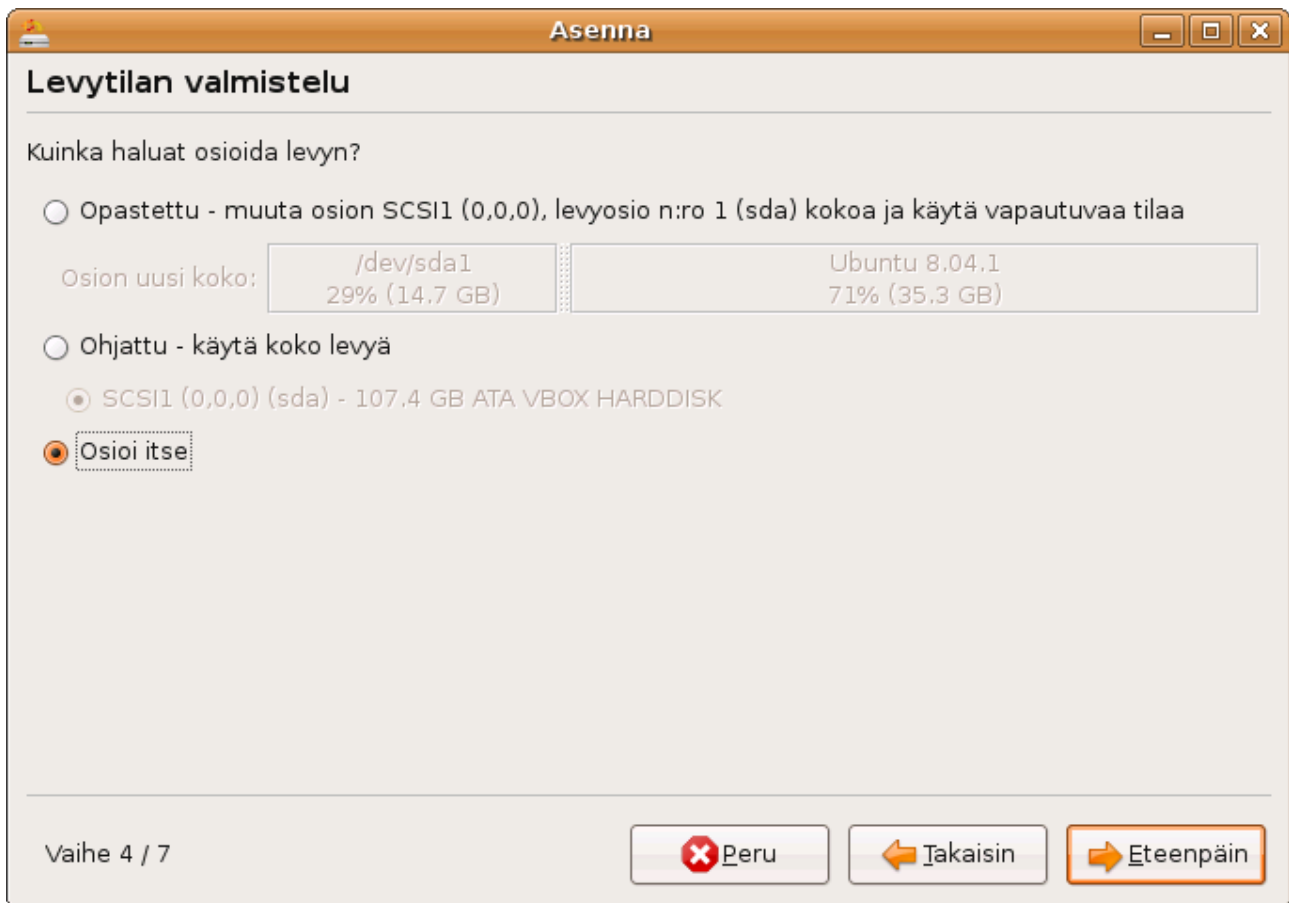 Asenna
Levytilan valmistelu
Kuinka haluat osioida levyn?
Opastettu - muuta osion SCSI1 (0,0,0), levyosio n:ro 1 (sda) kokoa ja käytä vapautuvaa tilaa
Osion uusi koko:
/dev/sda1
29% (14.7 GB)
Ubuntu 8.04.1
71% (35.3 GB)
Ohjattu - käytä koko levyä
SCSI1 (0,0,0) (sda) - 107.4 GB ATA VBOX HARDDISK
Osioi itse
Vaihe 4 / 7
Peru
Takaisin
Eteenpäin